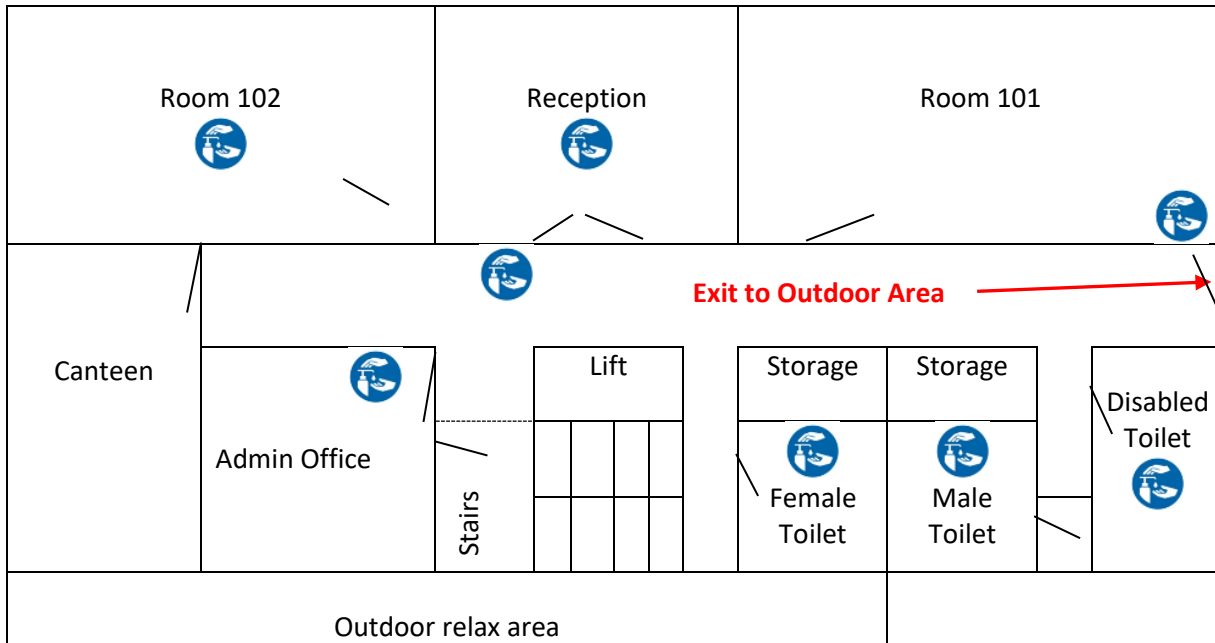 Room 102
Reception
Room 101
Exit to Outdoor Area
Canteen
Lift
Storage
Storage
Disabled
Toilet
Admin Office
Stairs
Female
Toilet
Male
Toilet
Outdoor relax area